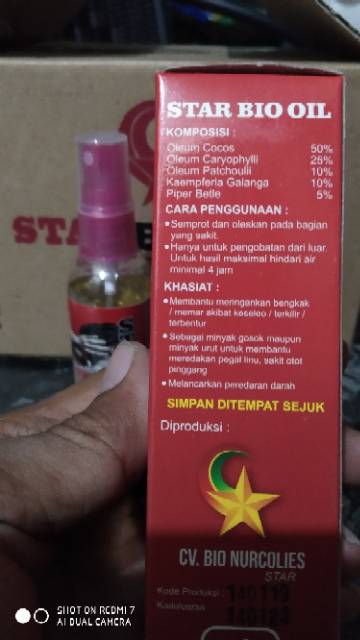 STAR BIO OIL
KOMPOSISI :
Oleum Cocos 50%
Oleum Caryophylli 25%
Oleum Patchoulii 10%
Kaempferia Galanga 10%
Piper Betle 5%
CARA PENGGUNAAN :
• Semprot dan oleskan pada bagian
yang sakit.
• Hanya untuk pengobatan dari luar.
Untuk hasil maksimal hindari air
minimal 4 jam
KHASIAT :
• Membantu meringankan bengkak
/ memar akibat keseleo / terkilir /
terbentur
• Sebagai minyak gosok maupun
minyak urut untuk membantu
meredakan pegal linu, sakit otot
pinggang
• Melancarkan peredaran darah
SIMPAN DITEMPAT SEJUK
Diproduksi :
CV. BIO NURCOLIES
STAR
Kode Produksi : 140119
Kadaluarsa 140123
STA
SHOT ON REDMI 7
AI DUAL CAMERA